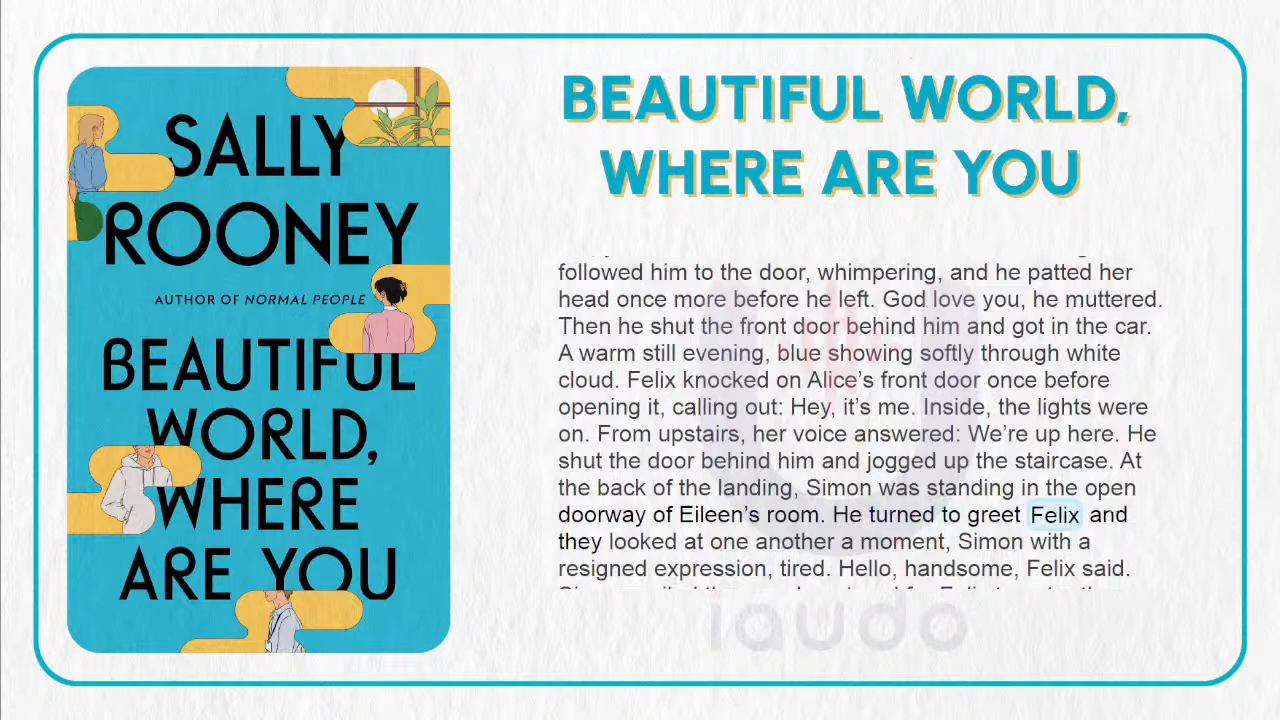 SALLY
ROONEY
AUTHOR OF NORMAL PEOPLE
BEAUTIFUL
WORLD,
WHERE
ARE YOU
BEAUTIFUL WORLD,
WHERE ARE YOU
followed him to the door, whimpering, and he patted her
head once more before he left. God love you, he muttered.
Then he shut the front door behind him and got in the car.
A warm still evening, blue showing softly through white
cloud. Felix knocked on Alice’s front door once before
opening it, calling out: Hey, it’s me. Inside, the lights were
on. From upstairs, her voice answered: We’re up here. He
shut the door behind him and jogged up the staircase. At
the back of the landing, Simon was standing in the open
doorway of Eileen’s room. He turned to greet Felix and
they looked at one another a moment, Simon with a
resigned expression, tired. Hello, handsome, Felix said.
iaudo